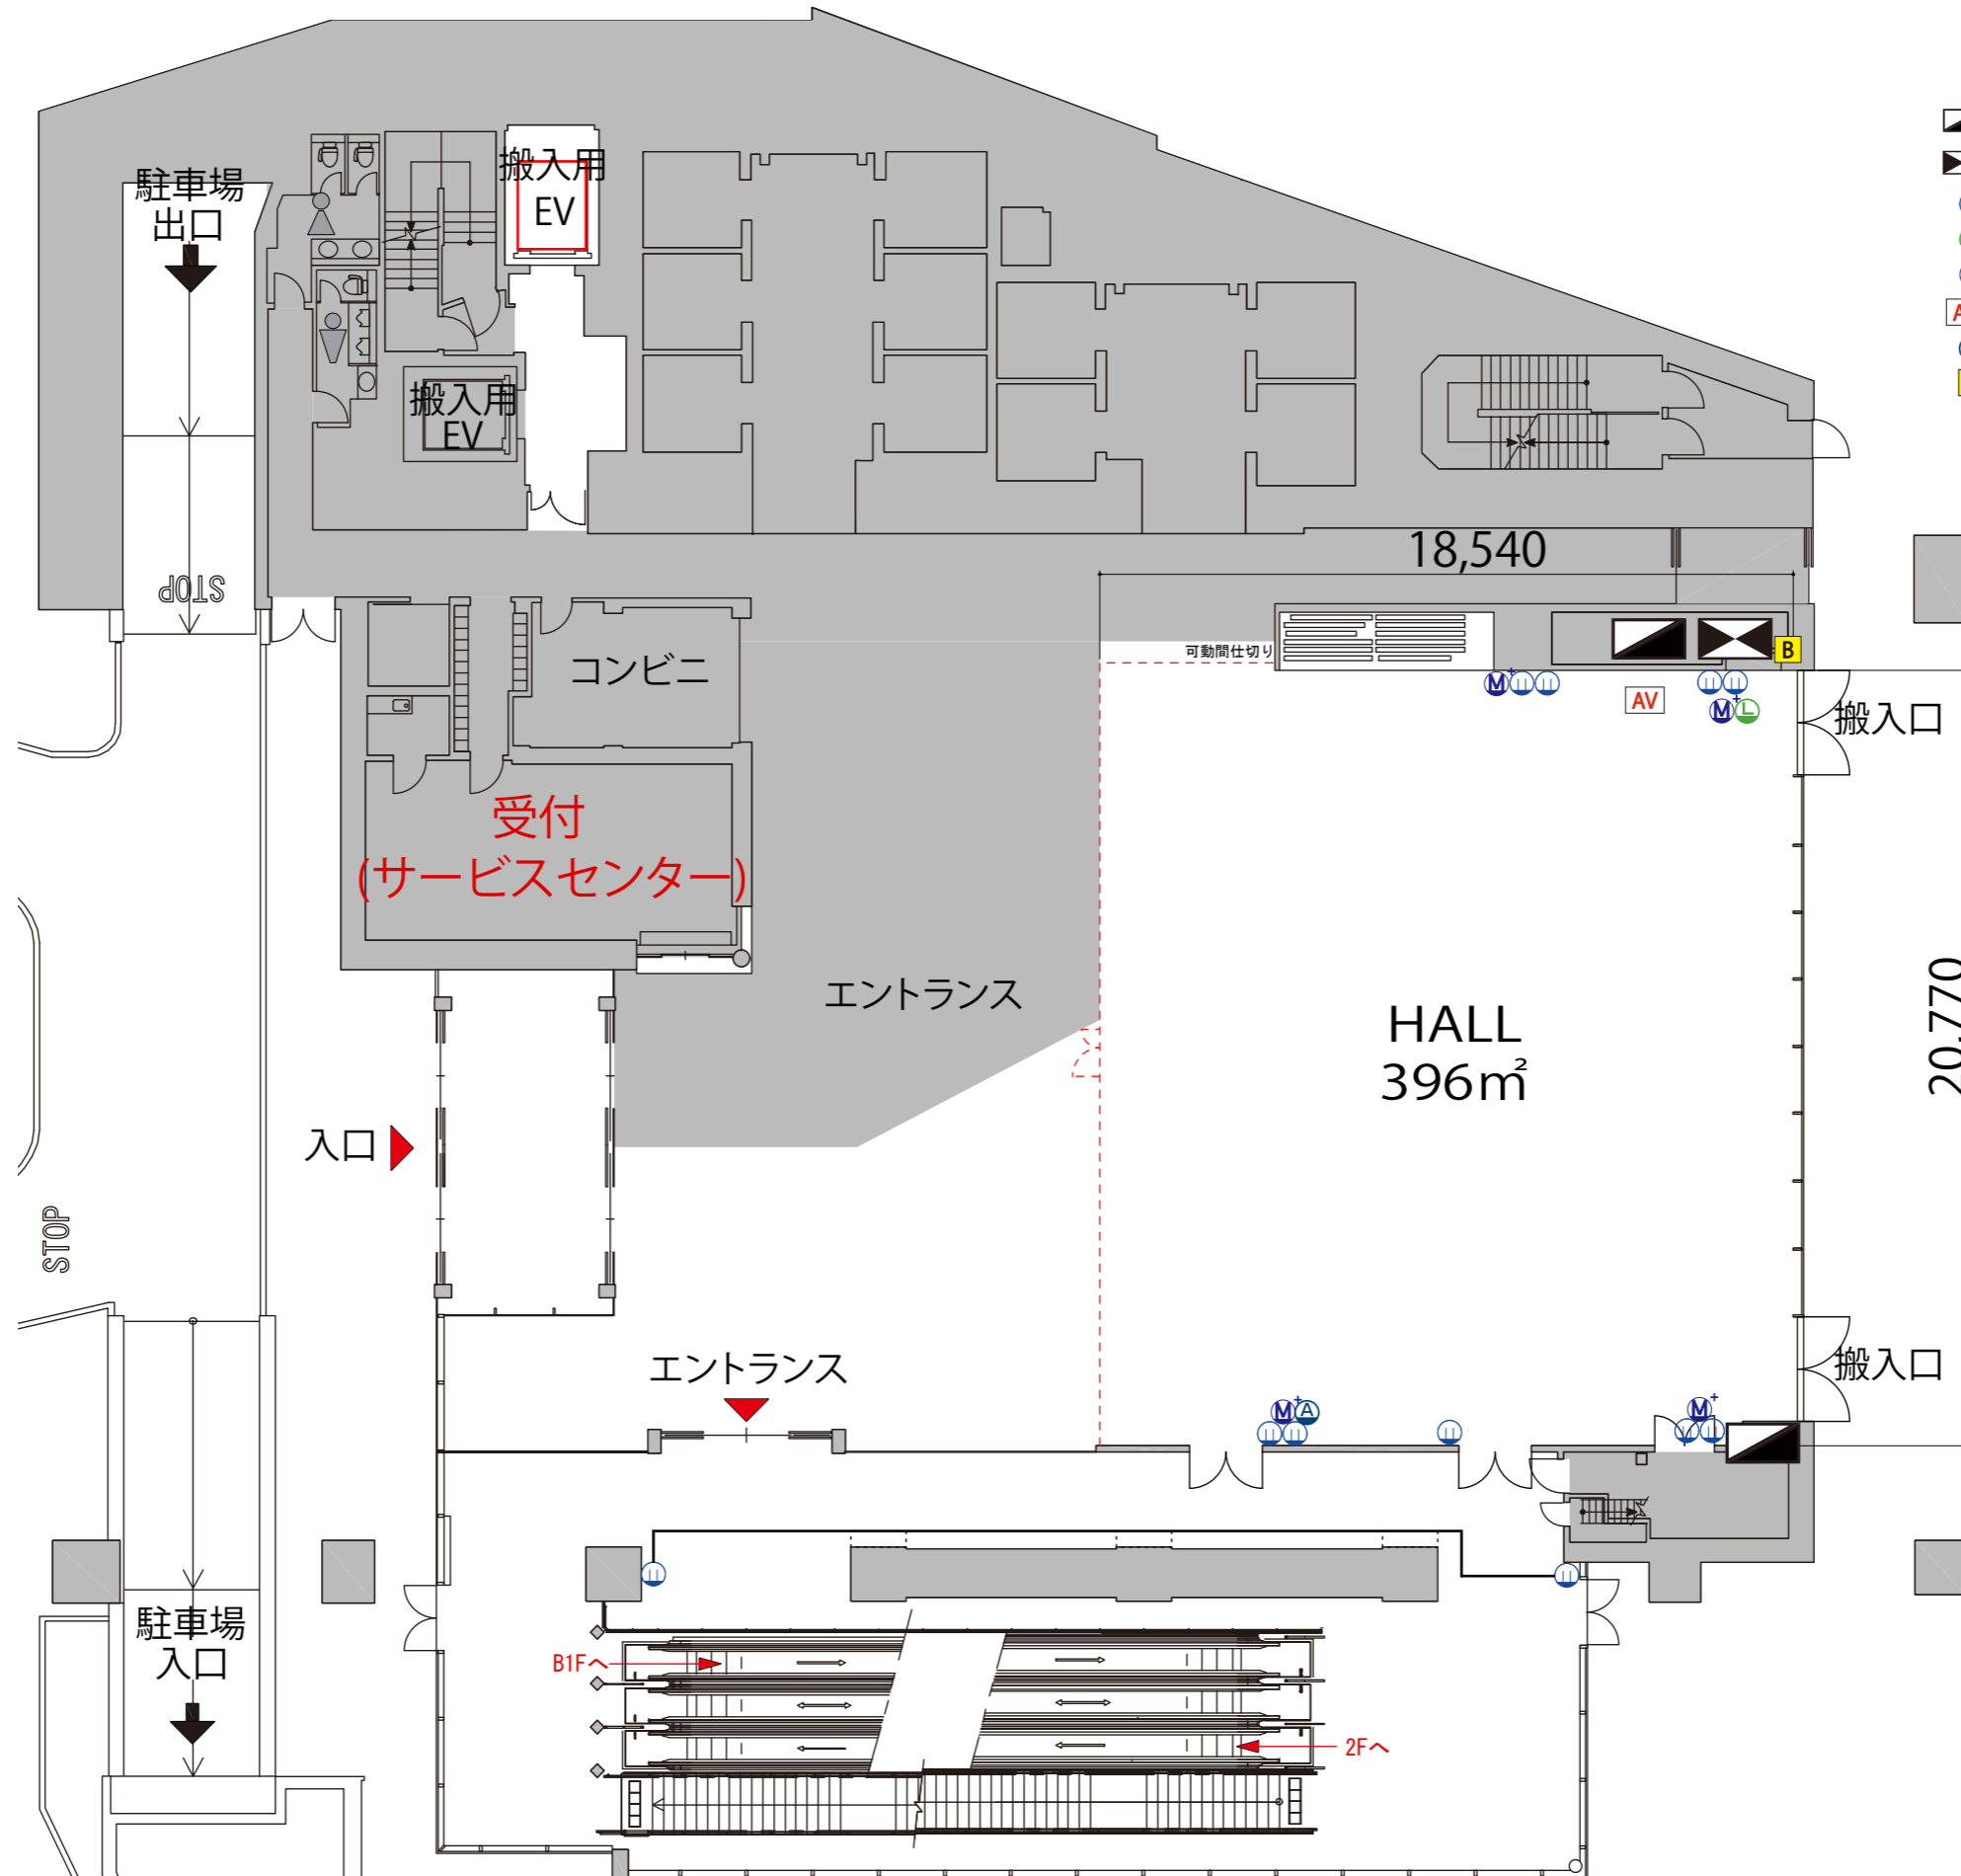 搬入用
EV
駐車場
出口
搬入用
EV
STOP
18,540
可動間仕切り
B
コンビニ
M+
AV
M+ L
搬入口
受付
(サービスセンター)
エントランス
HALL
396㎡
20,770
入口
STOP
エントランス
搬入口
M+ A
M+
駐車場
入口
B1Fへ
2Fへ